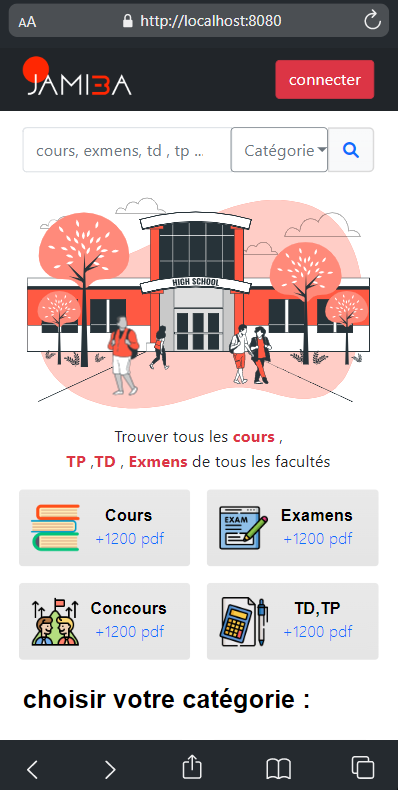 AA http://localhost:8080
JAMIBA connecter
cours, exmens, td , tp .. Catégorie
HIGH SCHOOL
Trouver tous les cours ,
TP ,TD , Exmens de tous les facultés
Cours
+1200 pdf
EXAM
Examens
+1200 pdf
Concours
+1200 pdf
TD,TP
+1200 pdf
choisir votre catégorie :